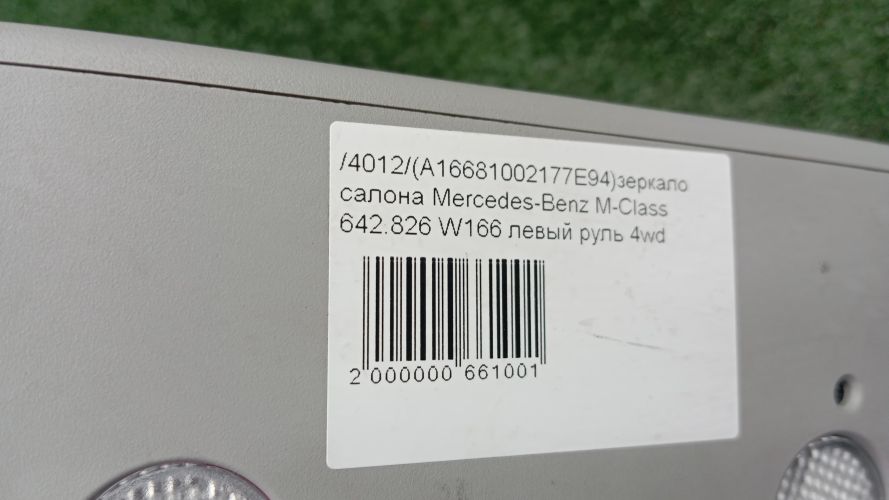 /4012/(A16681002177E94)зеркало
салона Mercedes-Benz M-Class
642.826 W166 левый руль 4wd
2 000000 661001